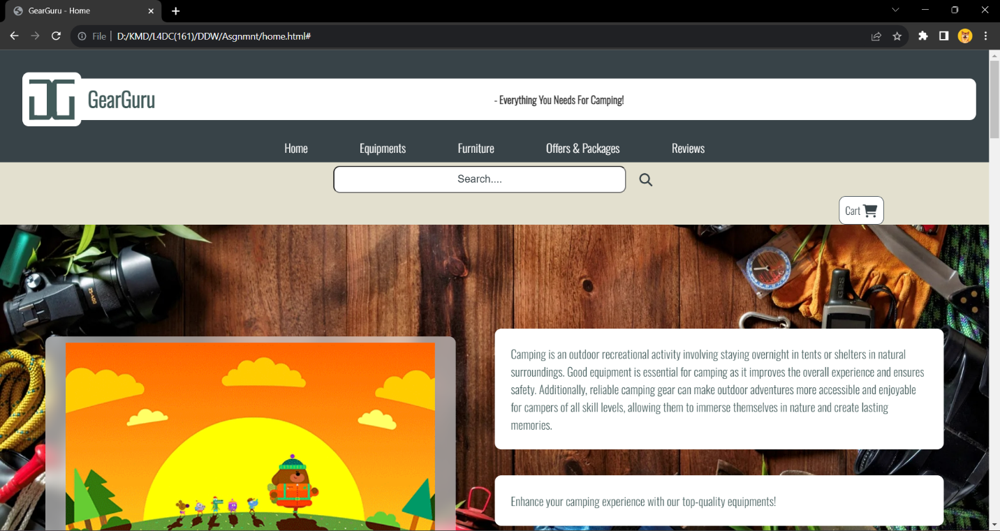 GearGuru - Home
File
D:/KMD/L4DC(161)/DDW/Asgnmnt/home.html#
GearGuru
- Everything You Needs For Camping!
Home Equipments Furniture Offers & Packages Reviews
Search....
Cart
25-400
GPS
Camping is an outdoor recreational activity involving staying overnight in tents or shelters in natural
surroundings. Good equipment is essential for camping as it improves the overall experience and ensures
safety. Additionally, reliable camping gear can make outdoor adventures more accessible and enjoyable
for campers of all skill levels, allowing them to immerse themselves in nature and create lasting
memories.
Enhance your camping experience with our top-quality equipments!